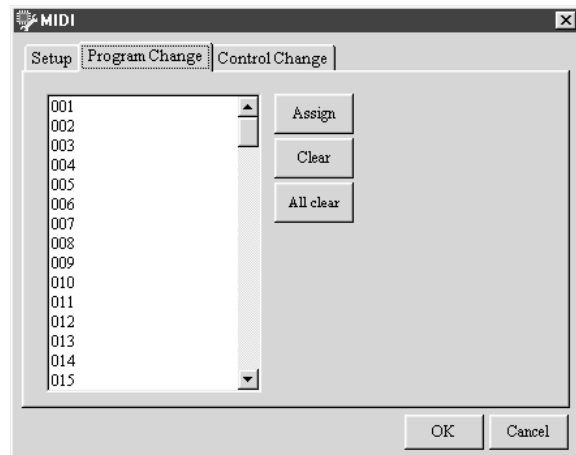 MIDI
Setup Program Change Control Change
001
002
003
004
005
006
007
008
009
010
011
012
013
014
015
Assign
Clear
All clear
OK Cancel